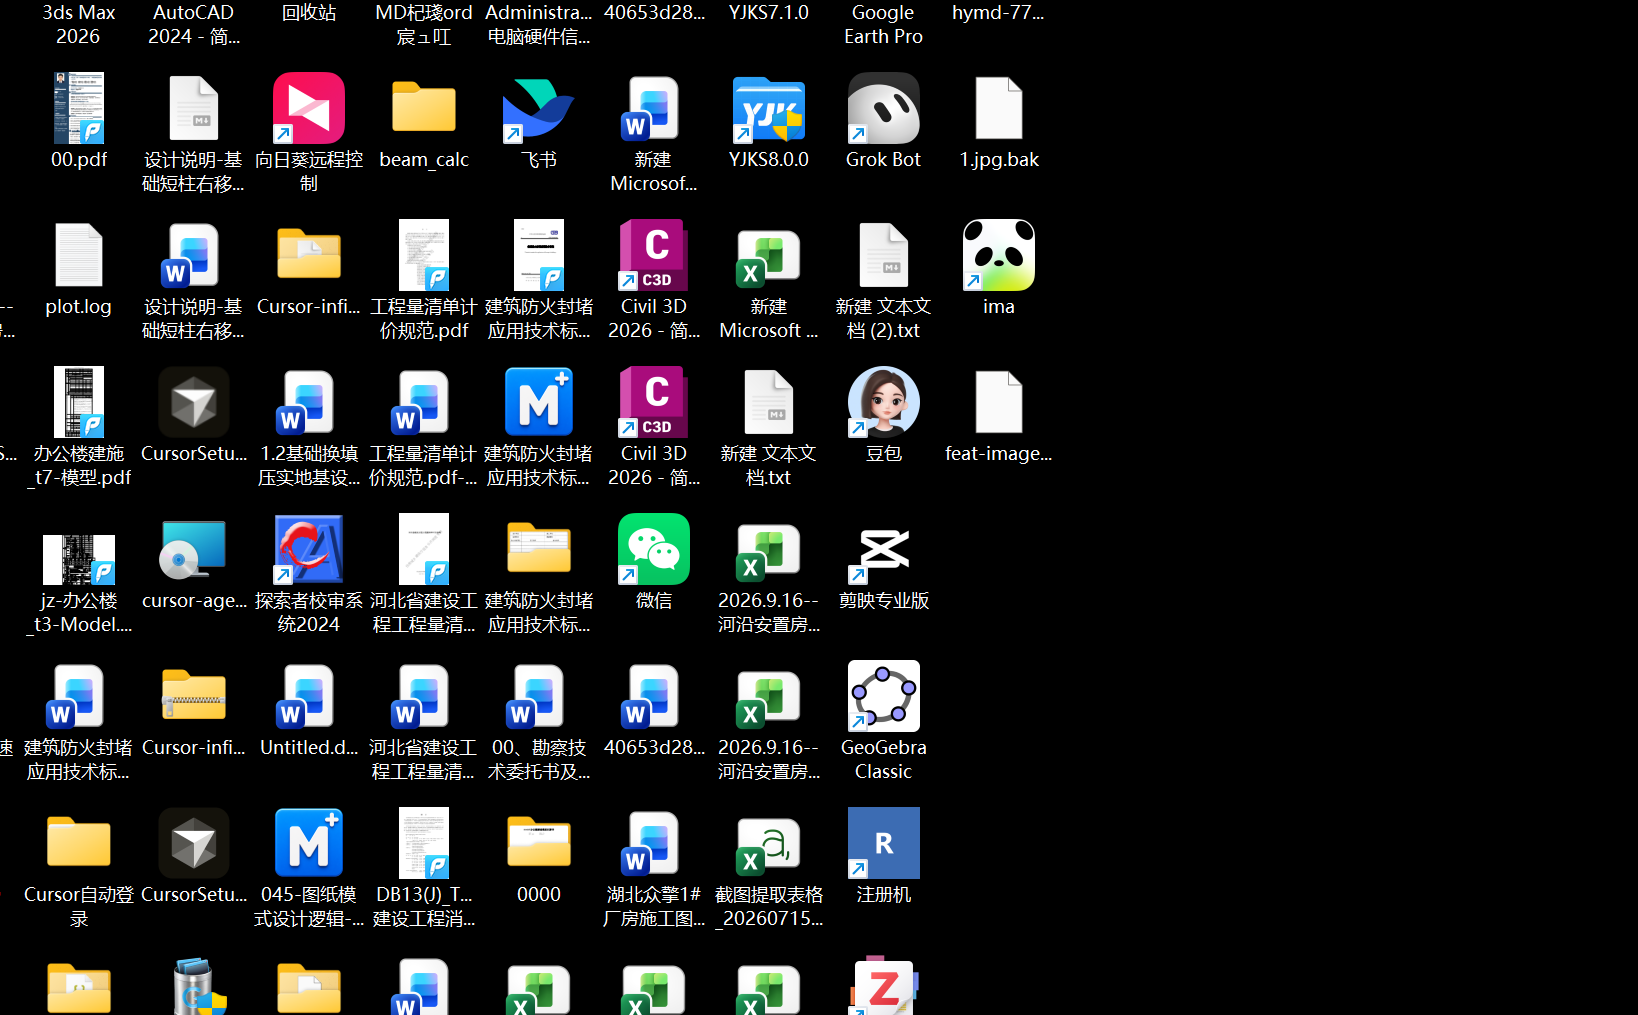 3ds Max
2026
AutoCAD
2024 - 简...
回收站
MD杞瑗ord
宸ュ叿
Administra...
电脑硬件信...
40653d28...
YJKS7.1.0
Google
Earth Pro
hymd-77...
00.pdf
设计说明-基
础短柱右移...
向日葵远程控
制
beam_calc
飞书
新建
Microsof...
YJKS8.0.0
Grok Bot
1.jpg.bak
plot.log
设计说明-基
础短柱右移...
Cursor-infi...
工程量清单计
价规范.pdf
建筑防火封堵
应用技术标...
Civil 3D
2026 - 简...
新建
Microsoft ...
新建 文本文
档 (2).txt
ima
办公楼建施
_t7-模型.pdf
CursorSetu...
1.2基础换填
压实地基设...
工程量清单计
价规范.pdf-...
建筑防火封堵
应用技术标...
Civil 3D
2026 - 简...
新建 文本文
档.txt
豆包
feat-image...
jz-办公楼
_t3-Model....
cursor-age...
探索者校审系
统2024
河北省建设工
程工程量清...
建筑防火封堵
应用技术标...
微信
2026.9.16--
河沿安置房...
剪映专业版
速
建筑防火封堵
应用技术标...
Cursor-infi...
Untitled.d...
河北省建设工
程工程量清...
00、勘察技
术委托书及...
40653d28...
2026.9.16--
河沿安置房...
GeoGebra
Classic
Cursor自动登
录
CursorSetu...
045-图纸模
式设计逻辑-...
DB13(J)_T...
建设工程消...
0000
湖北众擎1#
厂房施工图...
截图提取表格
_20260715...
注册机